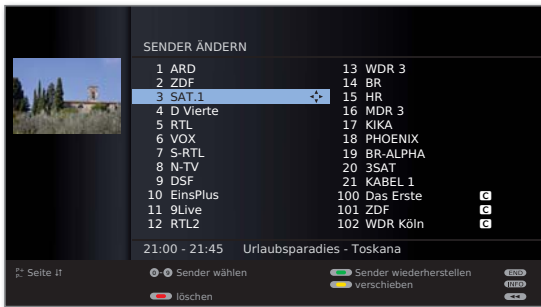 SENDER ÄNDERN
1 ARD
2 ZDF
3 SAT.1
4 D Vierte
5 RTL
6 VOX
7 S-RTL
8 N-TV
9 DSF
10 EinsPlus
11 9Live
12 RTL2
13 WDR 3
14 BR
15 HR
16 MDR 3
17 KIKA
18 PHOENIX
19 BR-ALPHA
20 3SAT
21 KABEL 1
100 Das Erste C
101 ZDF C
102 WDR Köln C
21:00 - 21:45 Urlaubsparadies - Toskana
P+ P- Seite
0-9 Sender wählen
Sender wiederherstellen
END
verschieben
INFO
löschen